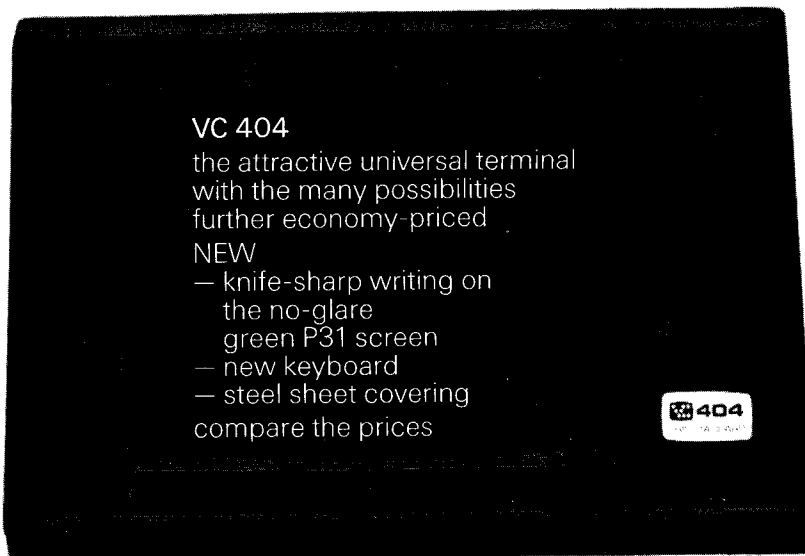 VC 404
the attractive universal terminal
with the many possibilities
further economy-priced
NEW
— knife-sharp writing on
the no-glare
green P31 screen
— new keyboard
— steel sheet covering
compare the prices
404